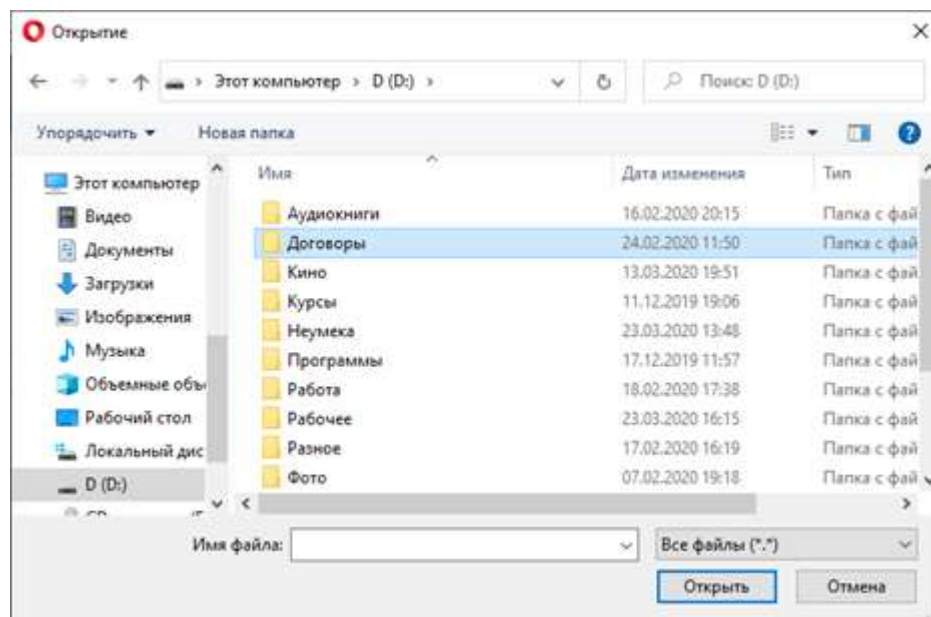 Открытие
Этот компьютер › D (D:) ›
Поиск: D (D:)
Упорядочить
Новая папка
Имя
Дата изменения
Тип
Этот компьютер
Видео
Документы
Загрузки
Изображения
Музыка
Объемные объ
Рабочий стол
Локальный дис
D (D:)
Аудиокниги 16.02.2020 20:15 Папка с фай
Договоры 24.02.2020 11:50 Папка с фай
Кино 13.03.2020 19:51 Папка с фай
Курсы 11.12.2019 19:06 Папка с фай
Неумека 23.03.2020 13:48 Папка с фай
Программы 17.12.2019 11:57 Папка с фай
Работа 18.02.2020 17:38 Папка с фай
Рабочее 23.03.2020 16:15 Папка с фай
Разное 17.02.2020 16:19 Папка с фай
Фото 07.02.2020 19:18 Папка с фай
Имя файла:
Все файлы (*.*)
Открыть
Отмена